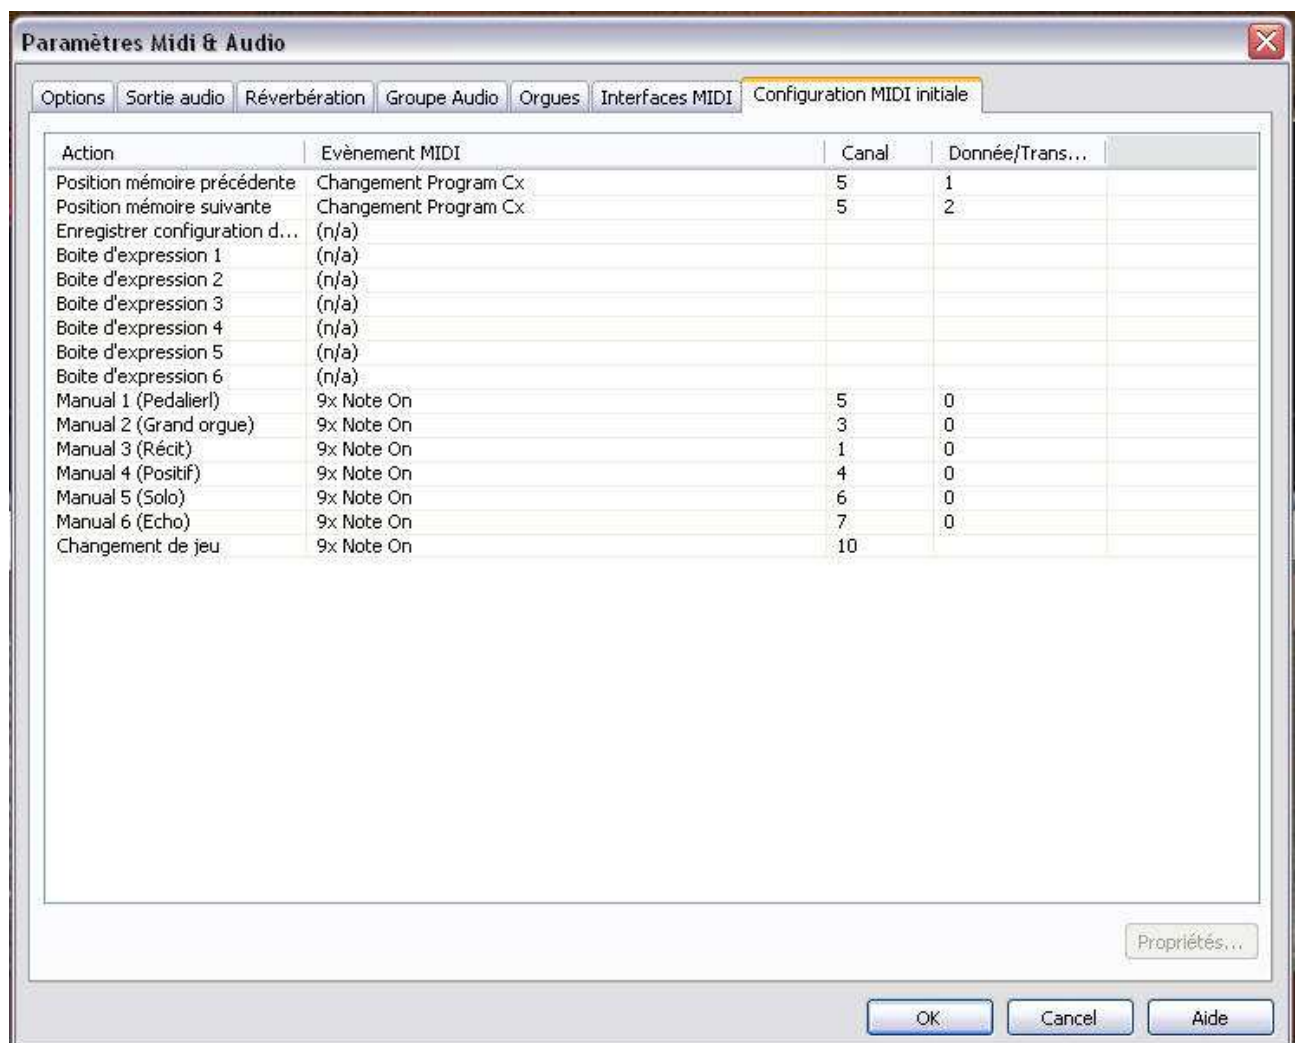 Paramètres Midi & Audio
Options Sortie audio Réverbération Groupe Audio Orgues Interfaces MIDI Configuration MIDI initiale
Action Evènement MIDI Canal Donnée/Trans...
Position mémoire précédente Changement Program Cx 5 1
Position mémoire suivante Changement Program Cx 5 2
Enregistrer configuration d... (n/a)
Boite d'expression 1 (n/a)
Boite d'expression 2 (n/a)
Boite d'expression 3 (n/a)
Boite d'expression 4 (n/a)
Boite d'expression 5 (n/a)
Boite d'expression 6 (n/a)
Manual 1 (Pedalierl) 9x Note On 5 0
Manual 2 (Grand orgue) 9x Note On 3 0
Manual 3 (Récit) 9x Note On 1 0
Manual 4 (Positif) 9x Note On 4 0
Manual 5 (Solo) 9x Note On 6 0
Manual 6 (Echo) 9x Note On 7 0
Changement de jeu 9x Note On 10
Propriétés...
OK Cancel Aide